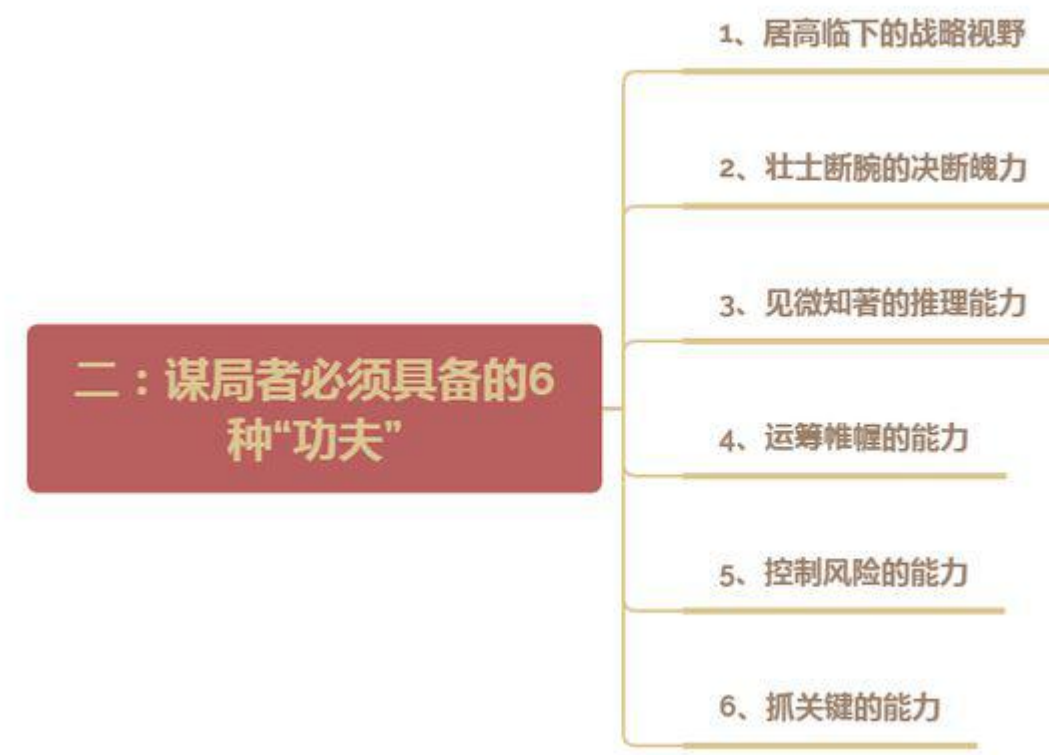 二：谋局者必须具备的6
种“功夫”
1、居高临下的战略视野
2、壮士断腕的决断魄力
3、见微知著的推理能力
4、运筹帷幄的能力
5、控制风险的能力
6、抓关键的能力